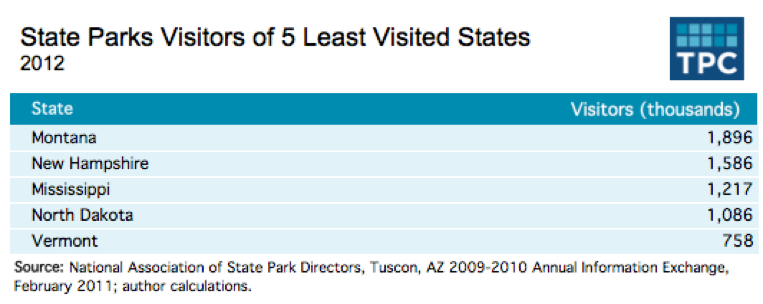 State Parks Visitors of 5 Least Visited States
2012
TPC
State Visitors (thousands)
Montana 1,896
New Hampshire 1,586
Mississippi 1,217
North Dakota 1,086
Vermont 758
Source: National Association of State Park Directors, Tuscon, AZ 2009-2010 Annual Information Exchange,
February 2011; author calculations.